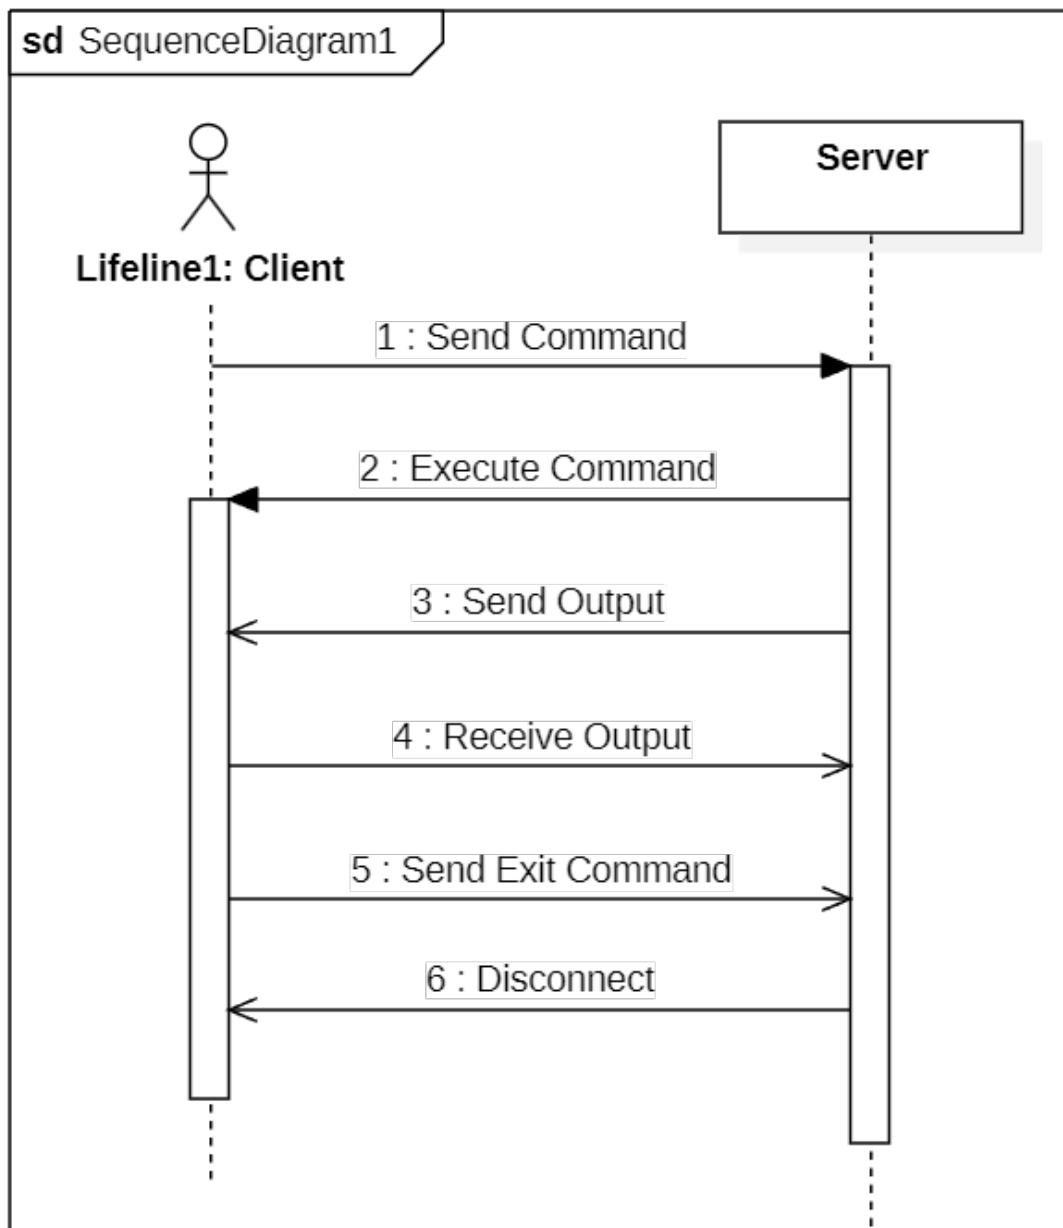 sd SequenceDiagram1
Server
Lifeline1: Client
1 : Send Command
2 : Execute Command
3 : Send Output
4 : Receive Output
5 : Send Exit Command
6 : Disconnect